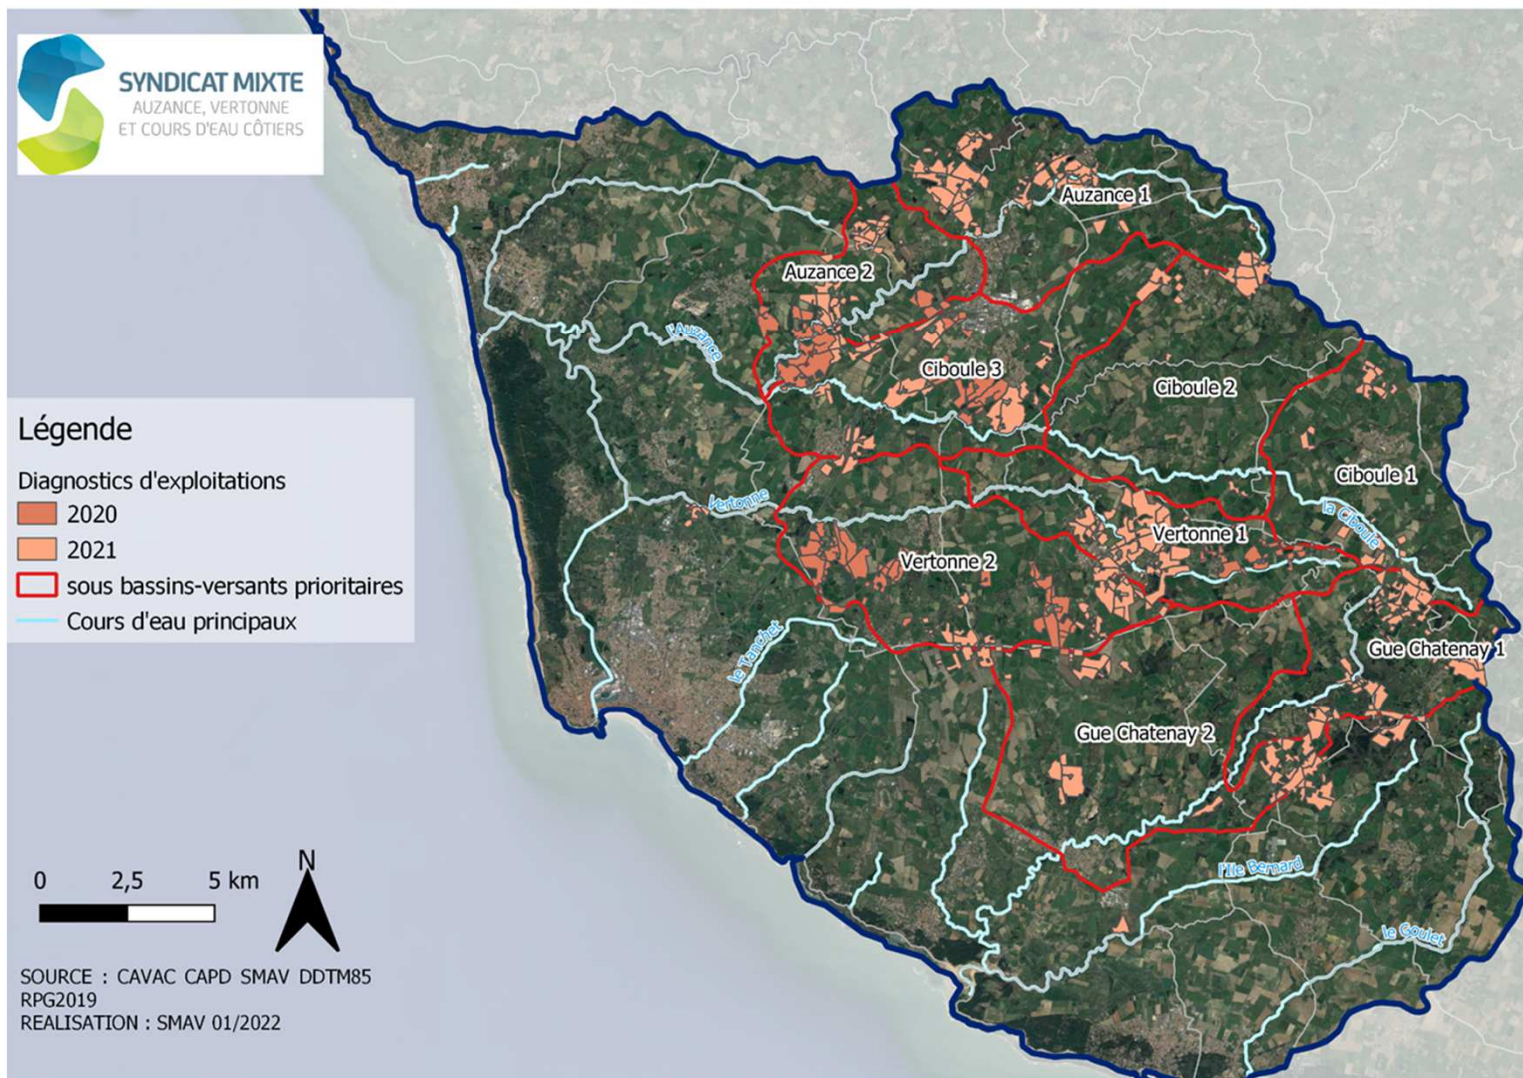 SYNDICAT MIXTE
AUZANCE, VERTONNE
ET COURS D'EAU CÔTIERS
Auzance 1
Auzance 2
l'Auzance
Ciboule 3
Ciboule 2
Ciboule 1
la Ciboule
Vertonne
Vertonne 1
Vertonne 2
le Tanchet
Gue Chatenay 1
Gue Chatenay 2
l'Ile Bernard
le Goulet
Légende
Diagnostics d'exploitations
2020
2021
sous bassins-versants prioritaires
Cours d'eau principaux
0 2,5 5 km
N
SOURCE : CAVAC CAPD SMAV DDTM85
RPG2019
REALISATION : SMAV 01/2022